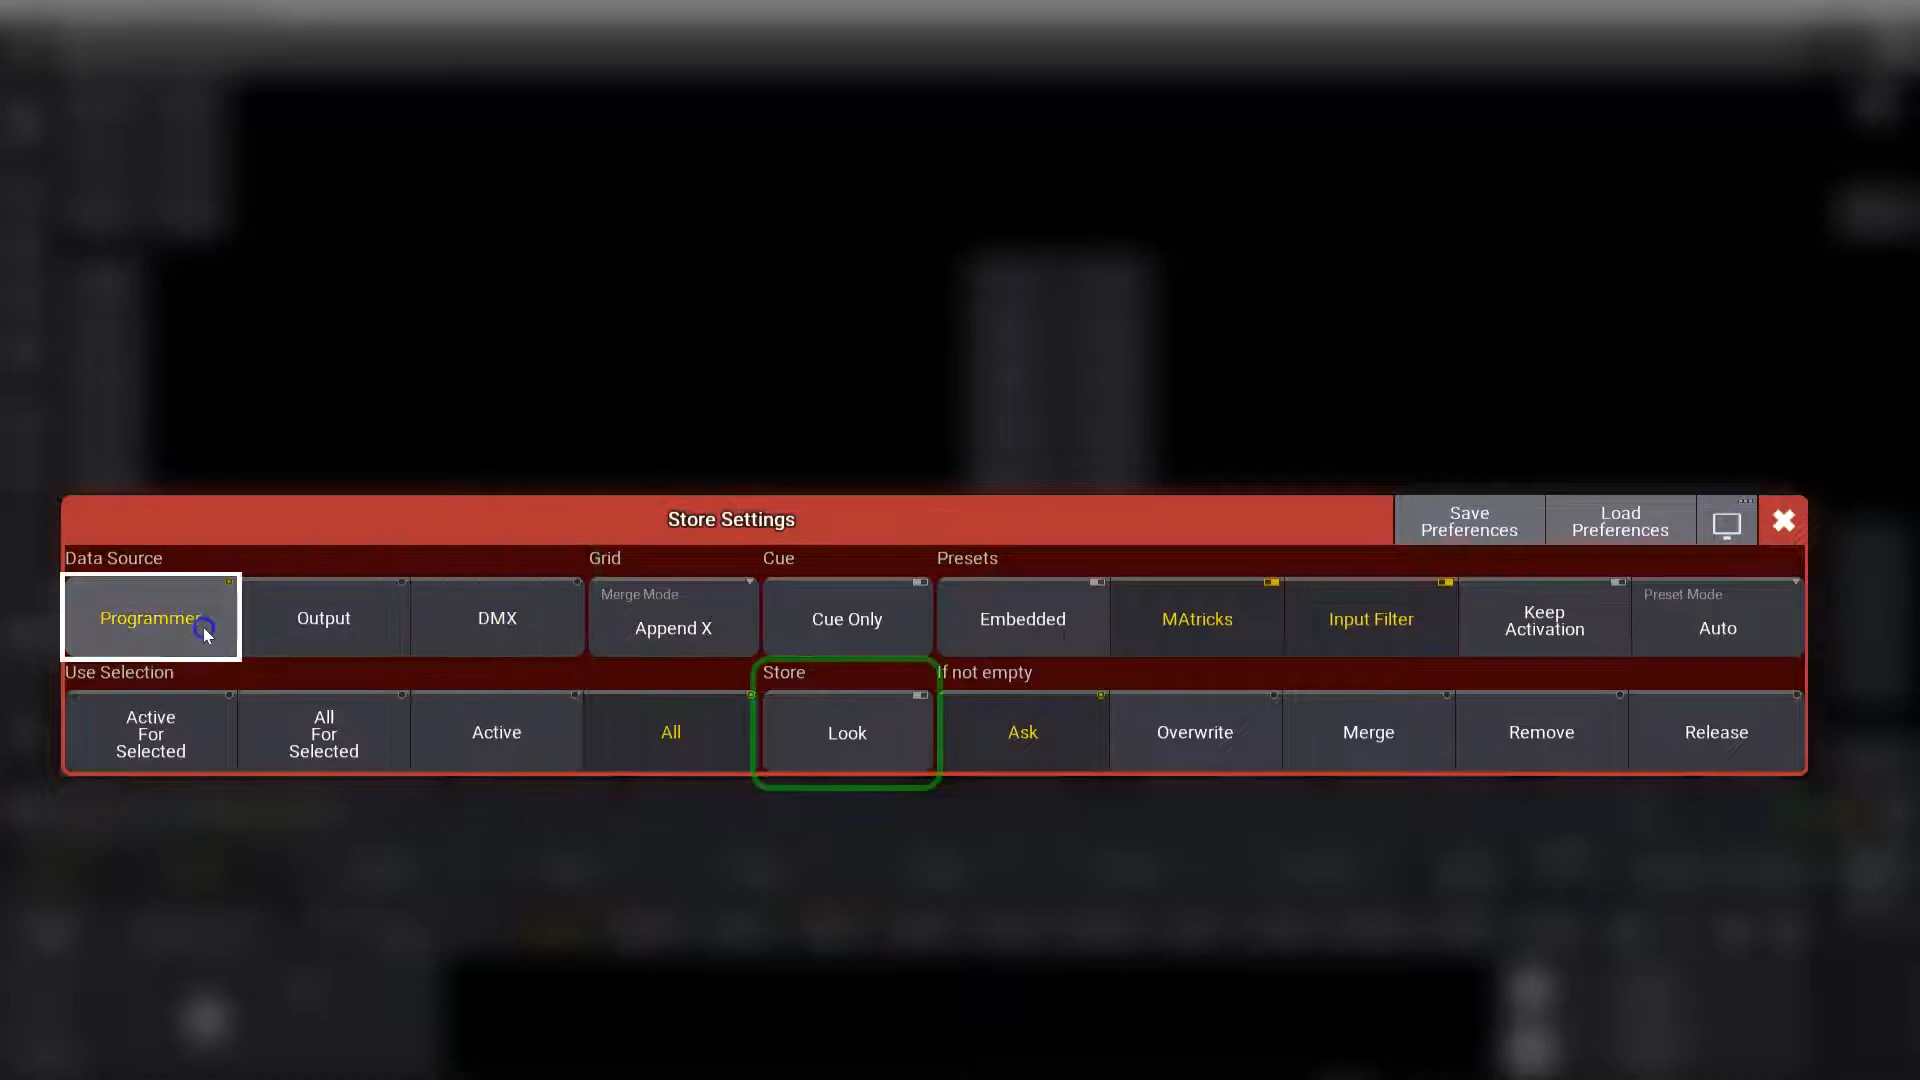 Store Settings
Save
Preferences
Load
Preferences
Data Source
Grid
Cue
Presets
Programmer
Output
DMX
Merge Mode
Append X
Cue Only
Embedded
MAtricks
Input Filter
Keep
Activation
Preset Mode
Auto
Use Selection
Store
If not empty
Active
For
Selected
All
For
Selected
Active
All
Look
Ask
Overwrite
Merge
Remove
Release